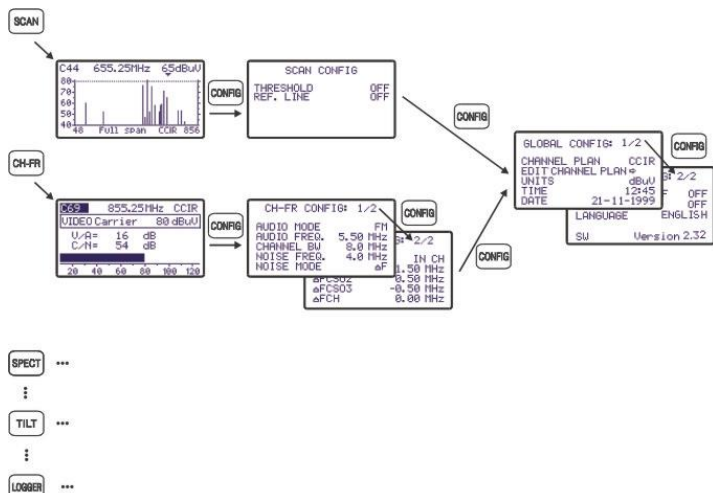 SCAN
C44 655.25MHz 65dBuV
80
70
60
50
40
48 Full span CCIR 856
CONFIG
SCAN CONFIG
THRESHOLD OFF
REF. LINE OFF
CONFIG
GLOBAL CONFIG: 1/2
CHANNEL PLAN CCIR
EDIT CHANNEL PLAN
UNITS dBuV
TIME 12:45
DATE 21-11-1999
CONFIG
G: 2/2
F OFF
OFF
LANGUAGE ENGLISH
SW Version 2.32
CH-FR
C69 855.25MHz CCIR
VIDEO Carrier 80 dBuV
V/A= 16 dB
C/N= 54 dB
20 40 60 80 100 120
CONFIG
CH-FR CONFIG: 1/2
AUDIO MODE FM
AUDIO FREQ. 5.50 MHz
CHANNEL BW 8.0 MHz
NOISE FREQ. 4.0 MHz
NOISE MODE ΔF
CONFIG
G: 2/2
IN CH
1.50 MHz
ΔFCSO2 0.50 MHz
ΔFCSO3 -0.50 MHz
ΔFCH 0.00 MHz
CONFIG
SPECT ...
TILT ...
LOGGER ...